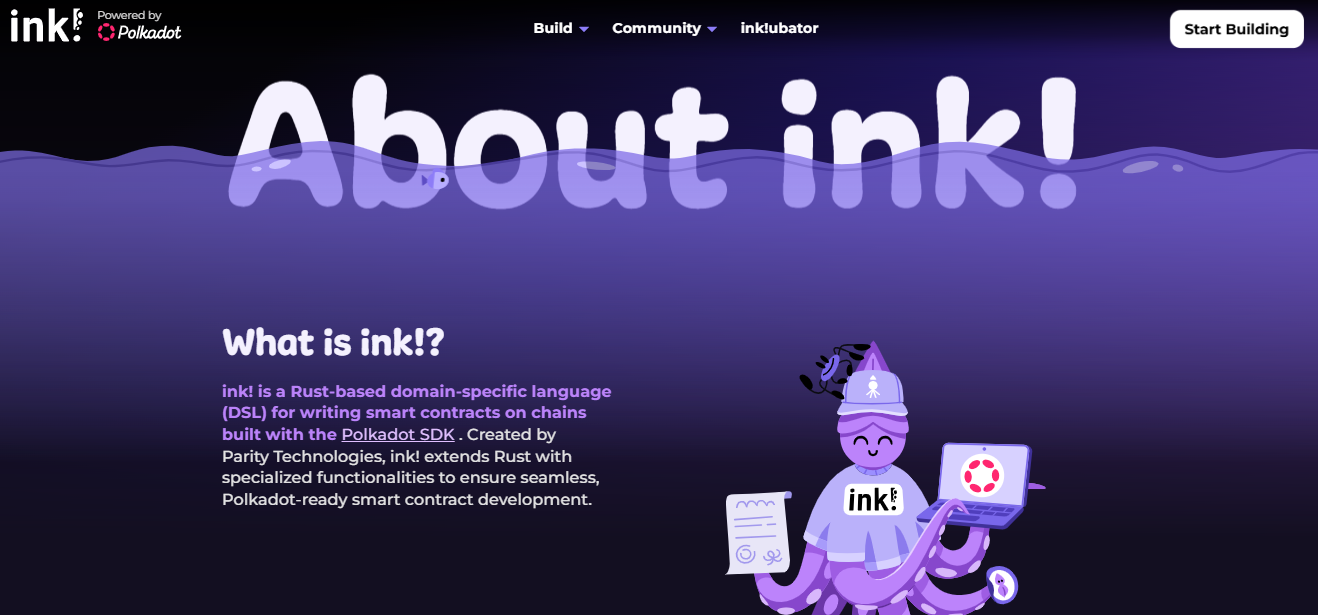 ink!
Powered by
Polkadot
Build
Community
ink!ubator
Start Building
About ink!
What is ink!?
ink! is a Rust-based domain-specific language
(DSL) for writing smart contracts on chains
built with the Polkadot SDK . Created by
Parity Technologies, ink! extends Rust with
specialized functionalities to ensure seamless,
Polkadot-ready smart contract development.
ink!